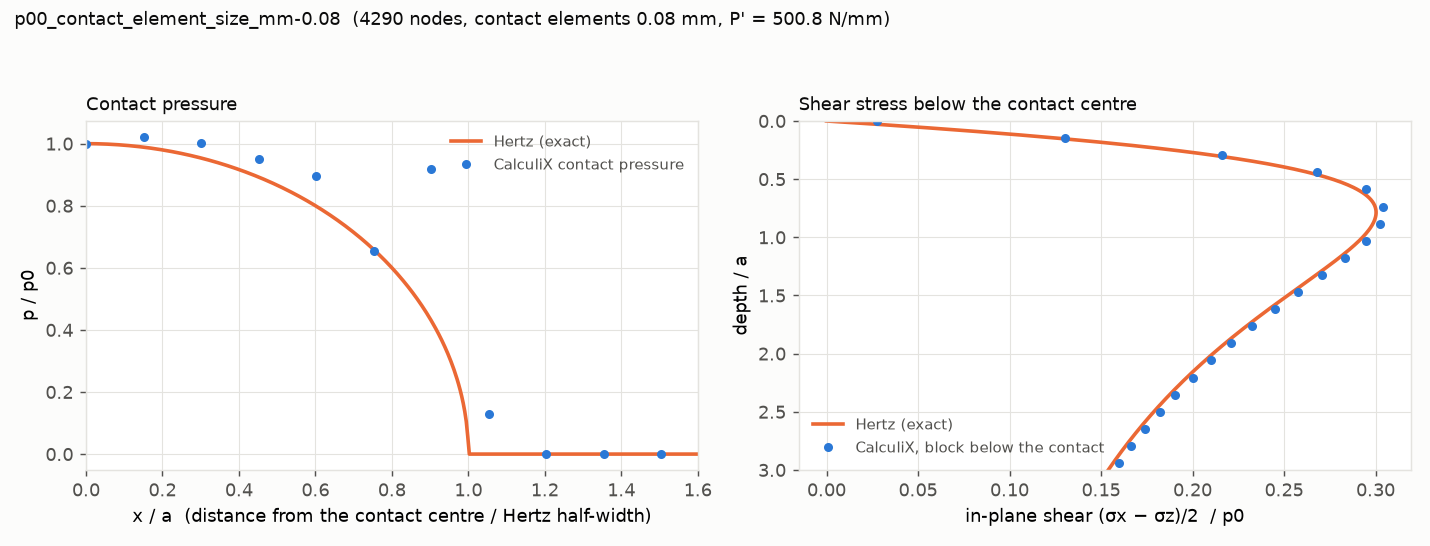 p00_contact_element_size_mm-0.08  (4290 nodes, contact elements 0.08 mm, P' = 500.8 N/mm)
Contact pressure
p / p0
1.0
0.8
0.6
0.4
0.2
0.0
Hertz (exact)
CalculiX contact pressure
0.0 0.2 0.4 0.6 0.8 1.0 1.2 1.4 1.6
x / a  (distance from the contact centre / Hertz half-width)
Shear stress below the contact centre
depth / a
0.0
0.5
1.0
1.5
2.0
2.5
3.0
Hertz (exact)
CalculiX, block below the contact
0.00 0.05 0.10 0.15 0.20 0.25 0.30
in-plane shear (σx − σz)/2  / p0